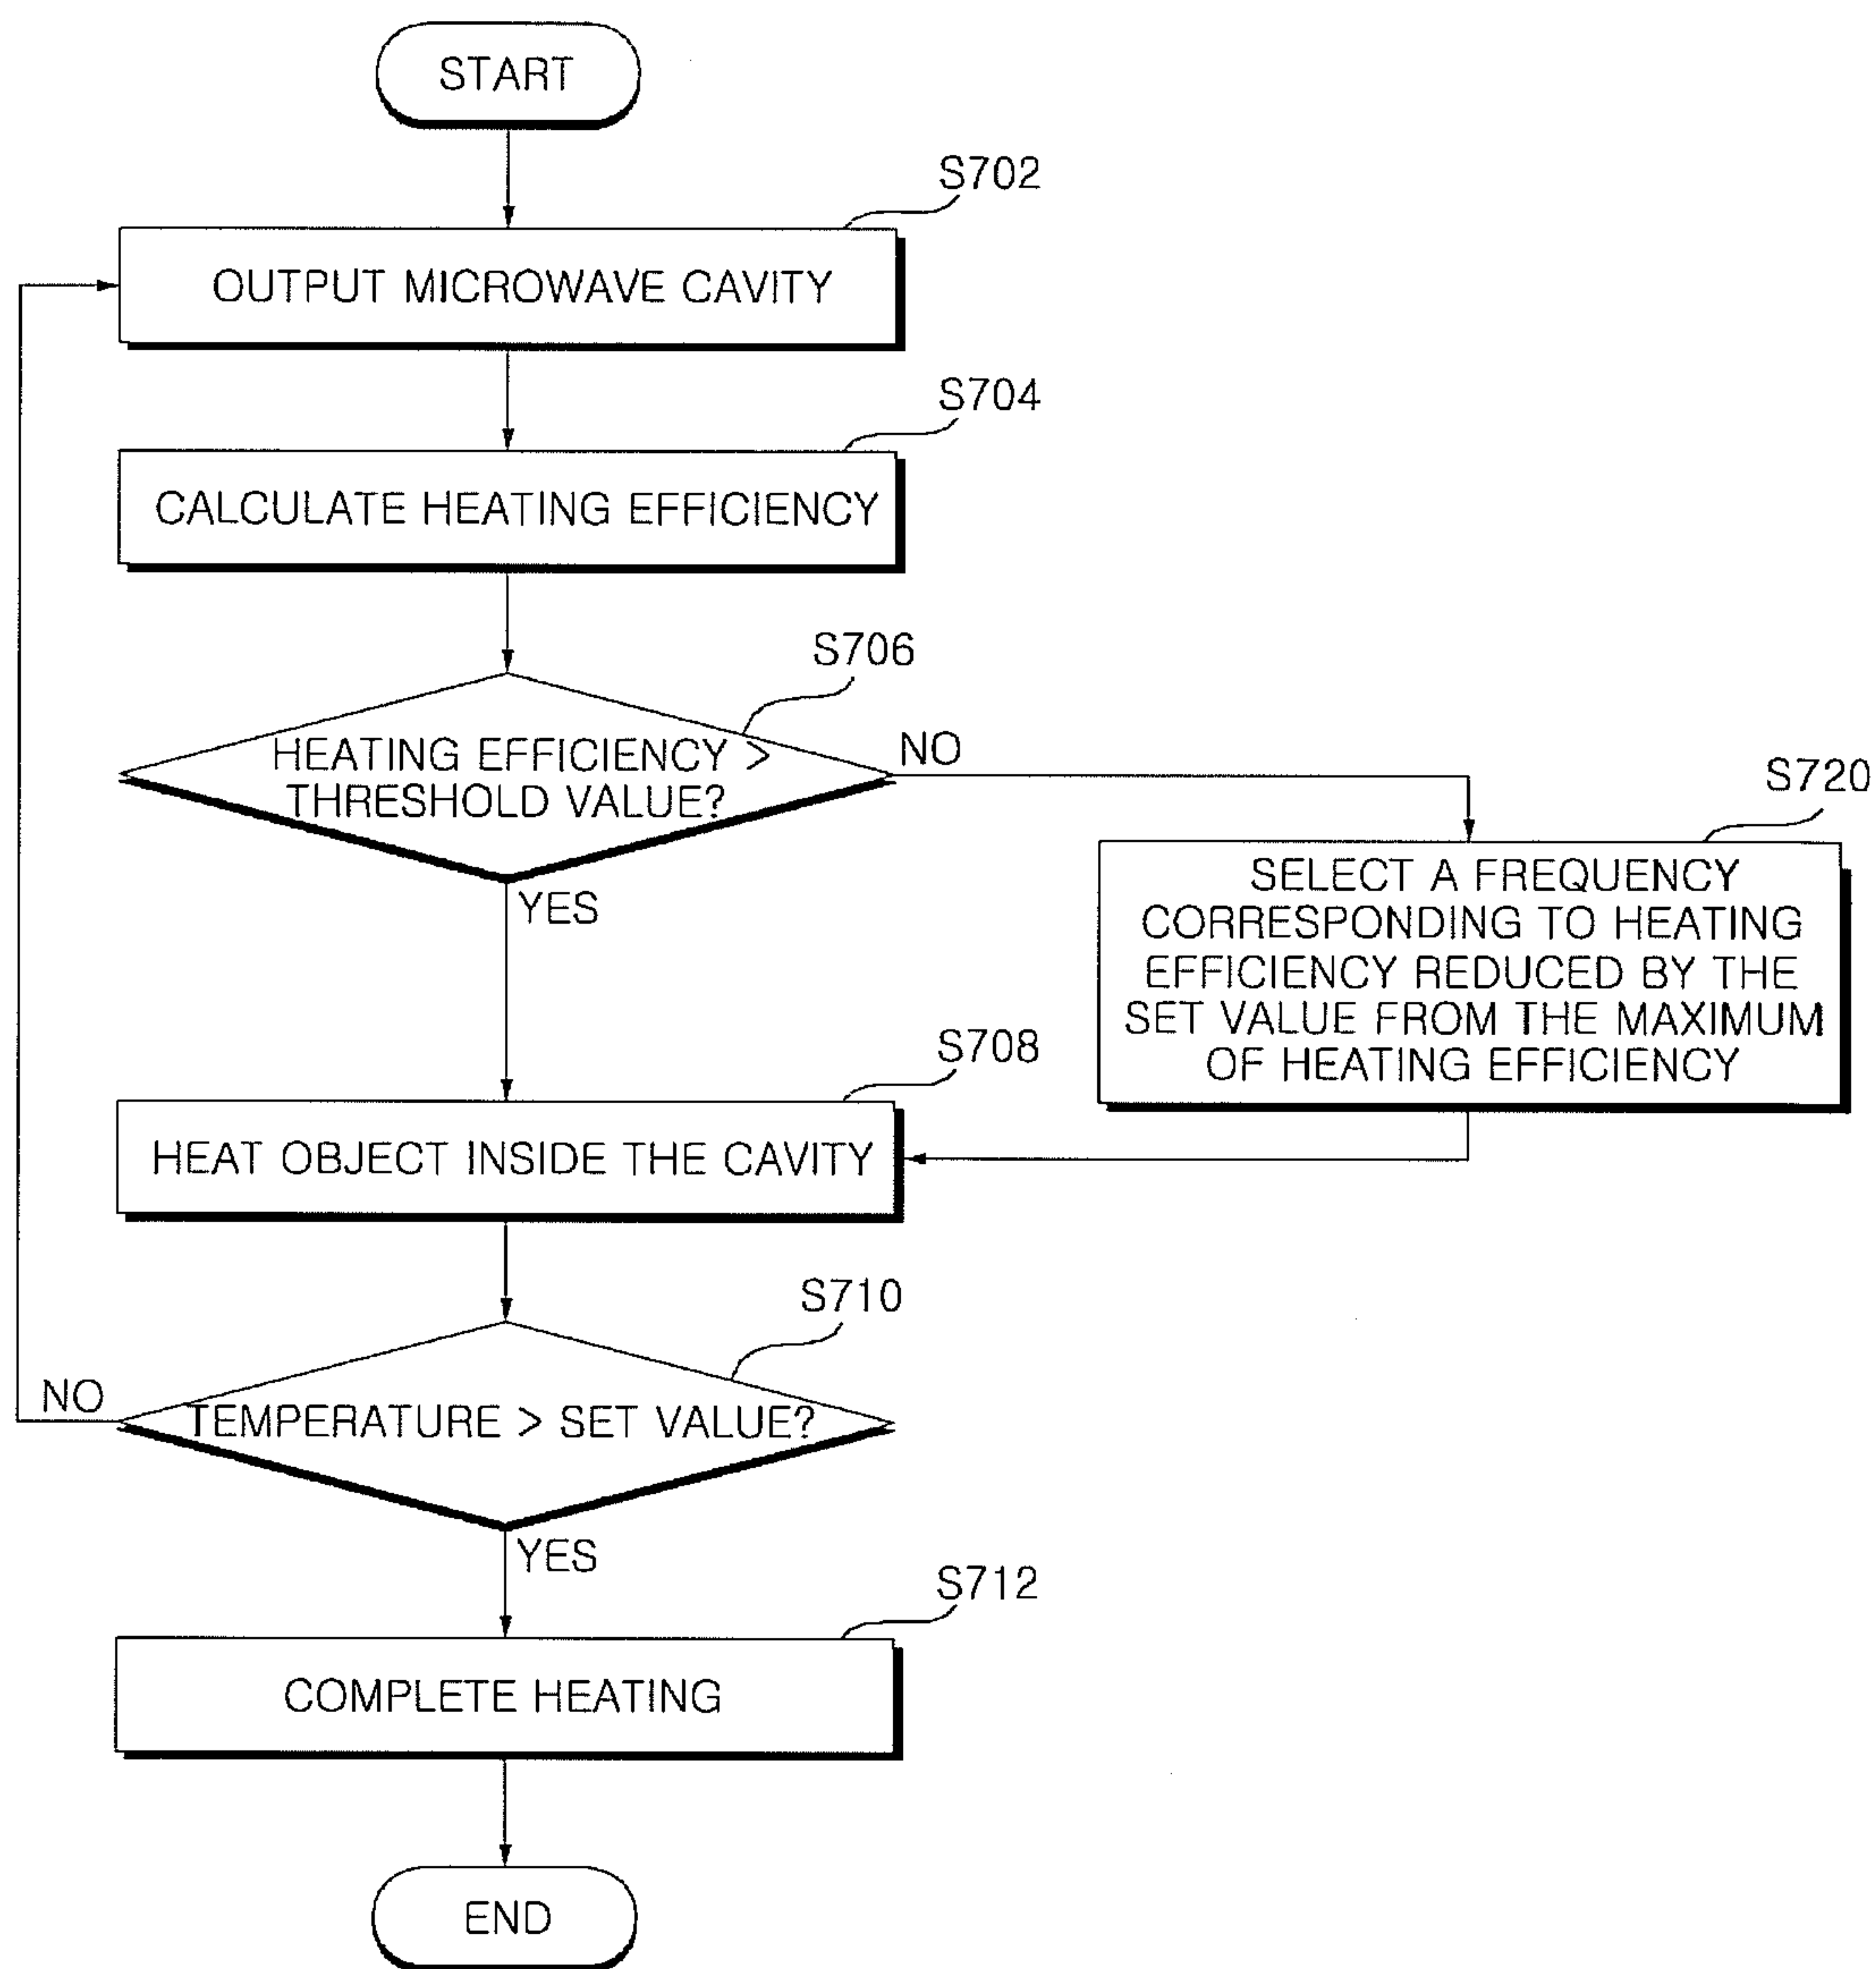 START
S702
OUTPUT MICROWAVE CAVITY
S704
CALCULATE HEATING EFFICIENCY
S706
HEATING EFFICIENCY >
THRESHOLD VALUE?
NO
YES
S720
SELECT A FREQUENCY
CORRESPONDING TO HEATING
EFFICIENCY REDUCED BY THE
SET VALUE FROM THE MAXIMUM
OF HEATING EFFICIENCY
S708
HEAT OBJECT INSIDE THE CAVITY
S710
NO
TEMPERATURE > SET VALUE?
YES
S712
COMPLETE HEATING
END